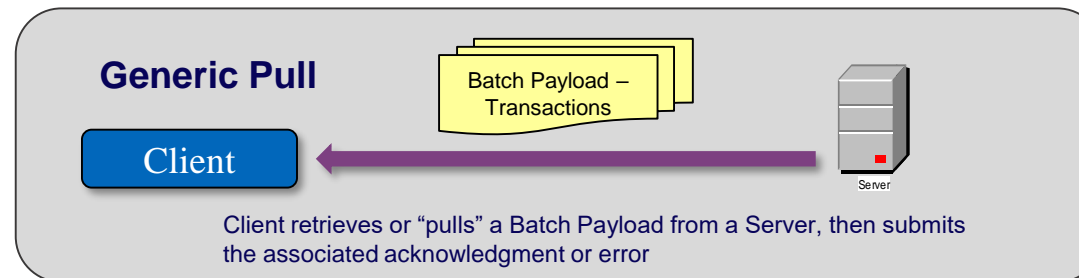 Generic Pull
Batch Payload –
Transactions
Client
Server
Client retrieves or “pulls” a Batch Payload from a Server, then submits
the associated acknowledgment or error